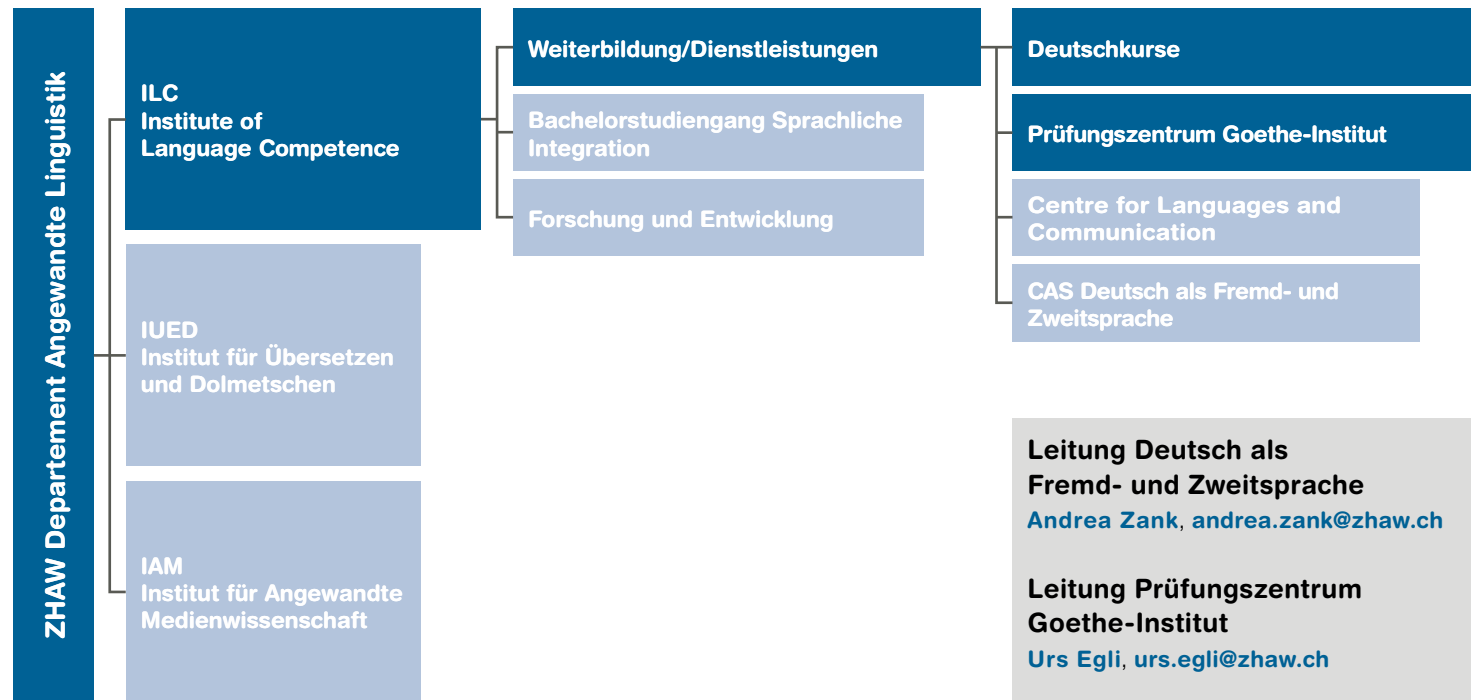 ZHAW Departement Angewandte Linguistik
ILC
Institute of
Language Competence
IUED
Institut für Übersetzen
und Dolmetschen
IAM
Institut für Angewandte
Medienwissenschaft
Weiterbildung/Dienstleistungen
Bachelorstudiengang Sprachliche
Integration
Forschung und Entwicklung
Deutschkurse
Prüfungszentrum Goethe-Institut
Centre for Languages and
Communication
CAS Deutsch als Fremd- und
Zweitsprache
Leitung Deutsch als
Fremd- und Zweitsprache
Andrea Zank, andrea.zank@zhaw.ch
Leitung Prüfungszentrum
Goethe-Institut
Urs Egli, urs.egli@zhaw.ch